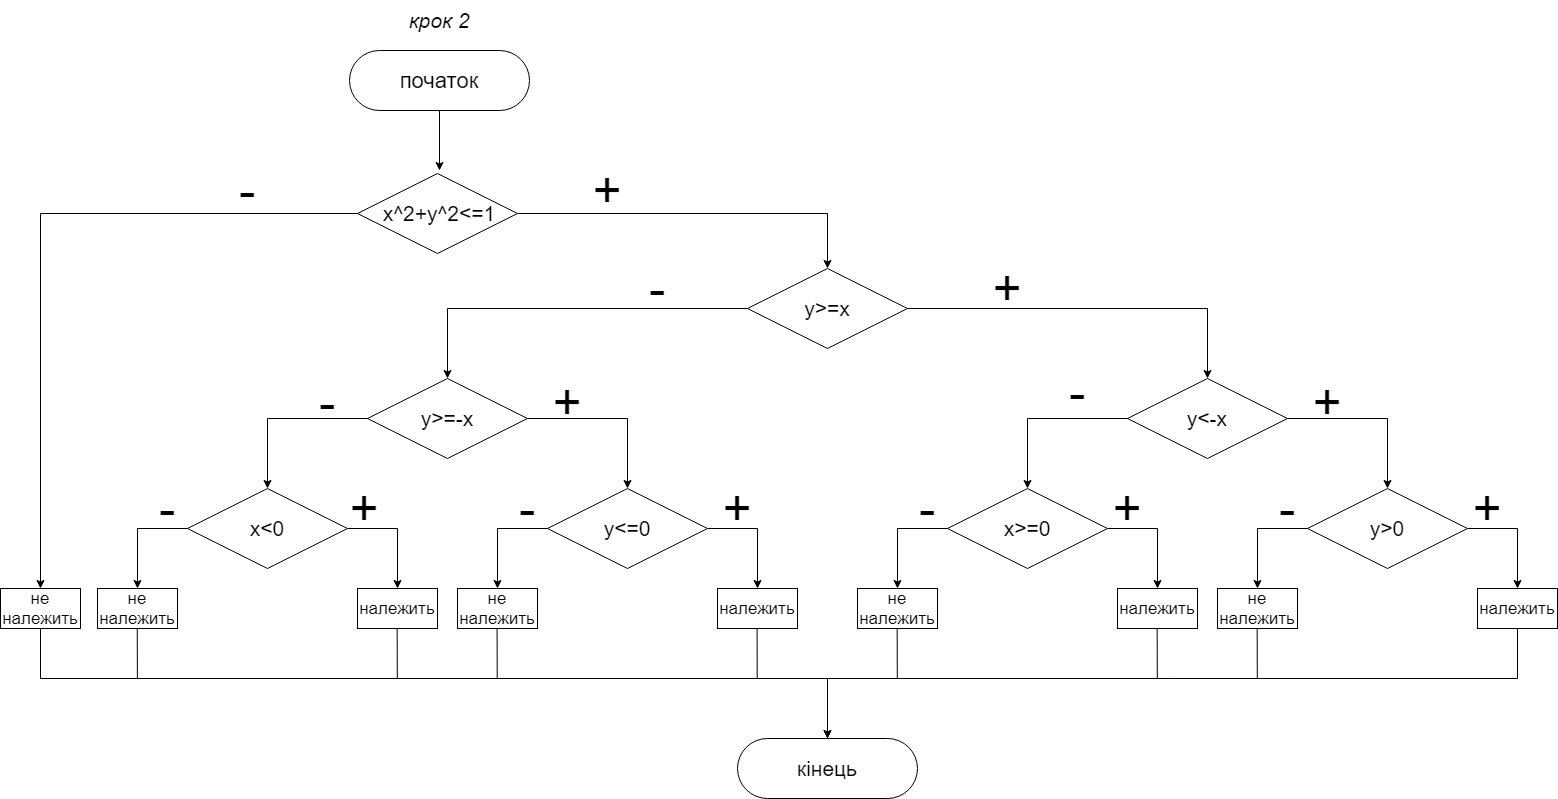 крок 2
початок
-
+
x^2+y^2<=1
-
+
y>=x
-
+
-
+
y>=-x
y<-x
-
+
-
+
-
+
-
+
x<0
y<=0
x>=0
y>0
не
належить
не
належить
належить
не
належить
належить
не
належить
належить
не
належить
належить
кінець